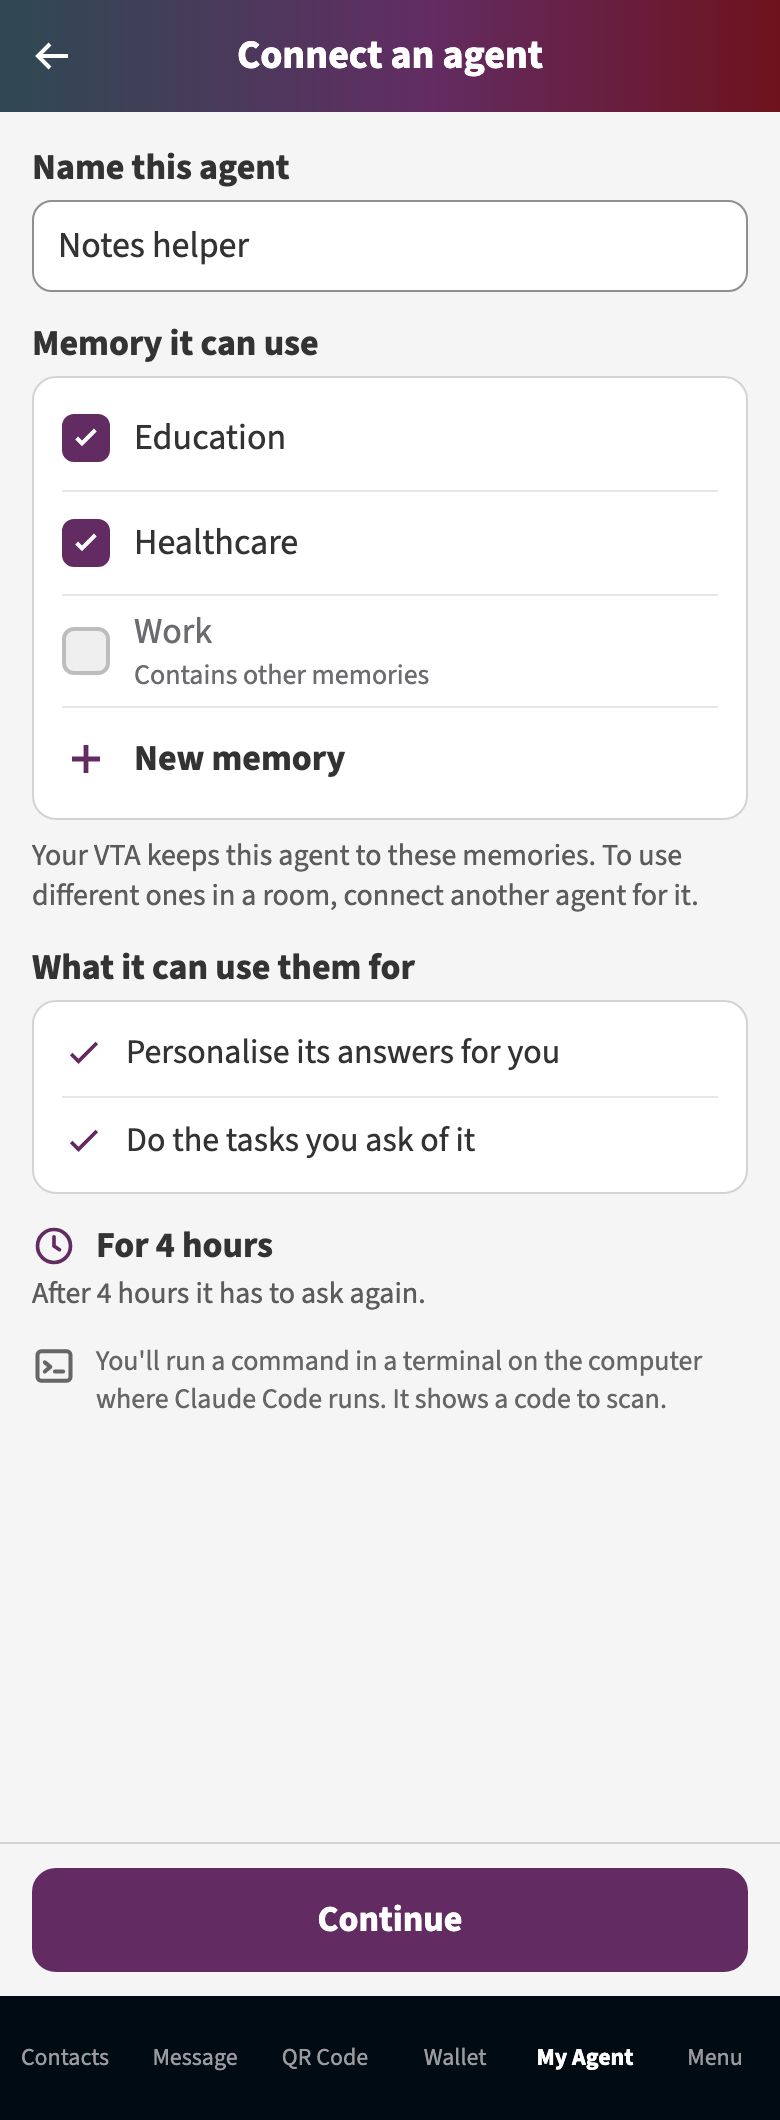 Connect an agent
Name this agent
Notes helper
Memory it can use
Education
Healthcare
Work
Contains other memories
New memory
Your VTA keeps this agent to these memories. To use
different ones in a room, connect another agent for it.
What it can use them for
Personalise its answers for you
Do the tasks you ask of it
For 4 hours
After 4 hours it has to ask again.
You'll run a command in a terminal on the computer
where Claude Code runs. It shows a code to scan.
Continue
Contacts Message QR Code Wallet My Agent Menu